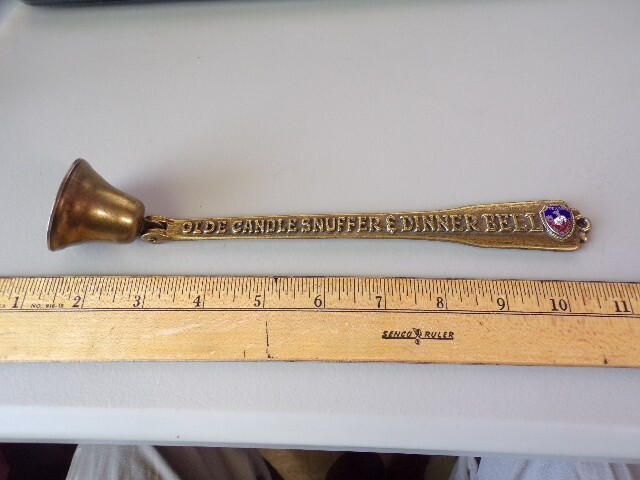 OLDE CANDLE SNUFFER & DINNER BELL
1 2 3 4 5 6 7 8 9 10 11
SENCO RULER